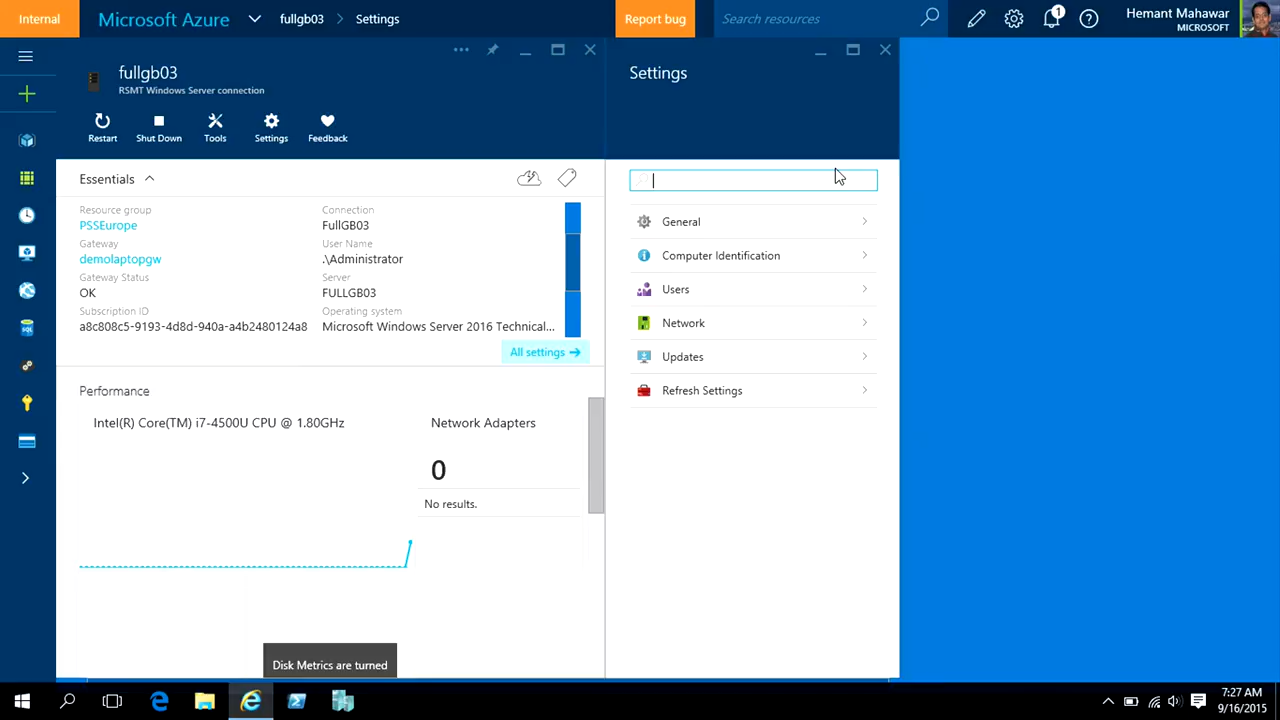 Internal
Microsoft Azure
fullgb03
Settings
Report bug
Search resources
1
Hemant Mahawar
MICROSOFT
fullgb03
RSMT Windows Server connection
Restart
Shut Down
Tools
Settings
Feedback
Essentials
Resource group
PSSEurope
Gateway
demolaptopgw
Gateway Status
OK
Subscription ID
a8c808c5-9193-4d8d-940a-a4b2480124a8
Connection
FullGB03
User Name
.\Administrator
Server
FULLGB03
Operating system
Microsoft Windows Server 2016 Technical...
All settings
Performance
Intel(R) Core(TM) i7-4500U CPU @ 1.80GHz
Network Adapters
0
No results.
Disk Metrics are turned
Settings
General
Computer Identification
Users
Network
Updates
Refresh Settings
7:27 AM
9/16/2015